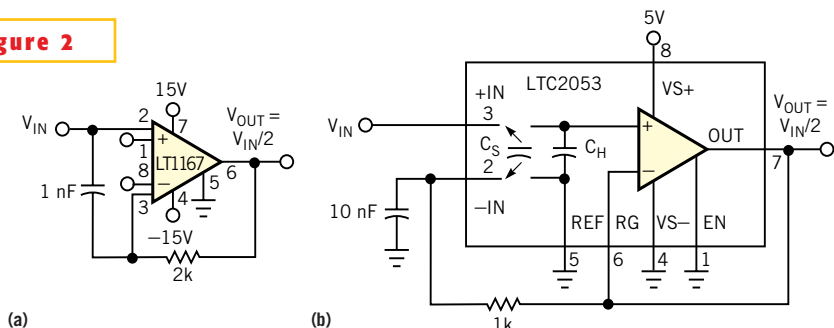 gure 2
15V
V_IN
2
7
+
1
LT1167
8
−
3
4
5
6
V_OUT =
V_IN/2
1 nF
−15V
2k
(a)
5V
8
LTC2053
VS+
+IN
3
V_IN
C_S
C_H
+
−
OUT
7
V_OUT =
V_IN/2
2
−IN
10 nF
REF
RG
VS−
EN
5
6
4
1
1k
(b)